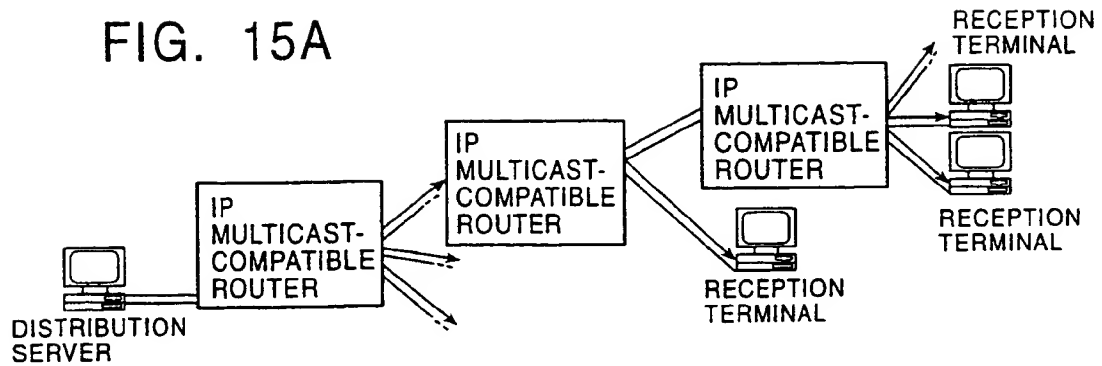 FIG. 15A
RECEPTION
TERMINAL
IP
MULTICAST-
COMPATIBLE
ROUTER
IP
MULTICAST-
COMPATIBLE
ROUTER
IP
MULTICAST-
COMPATIBLE
ROUTER
RECEPTION
TERMINAL
RECEPTION
TERMINAL
DISTRIBUTION
SERVER